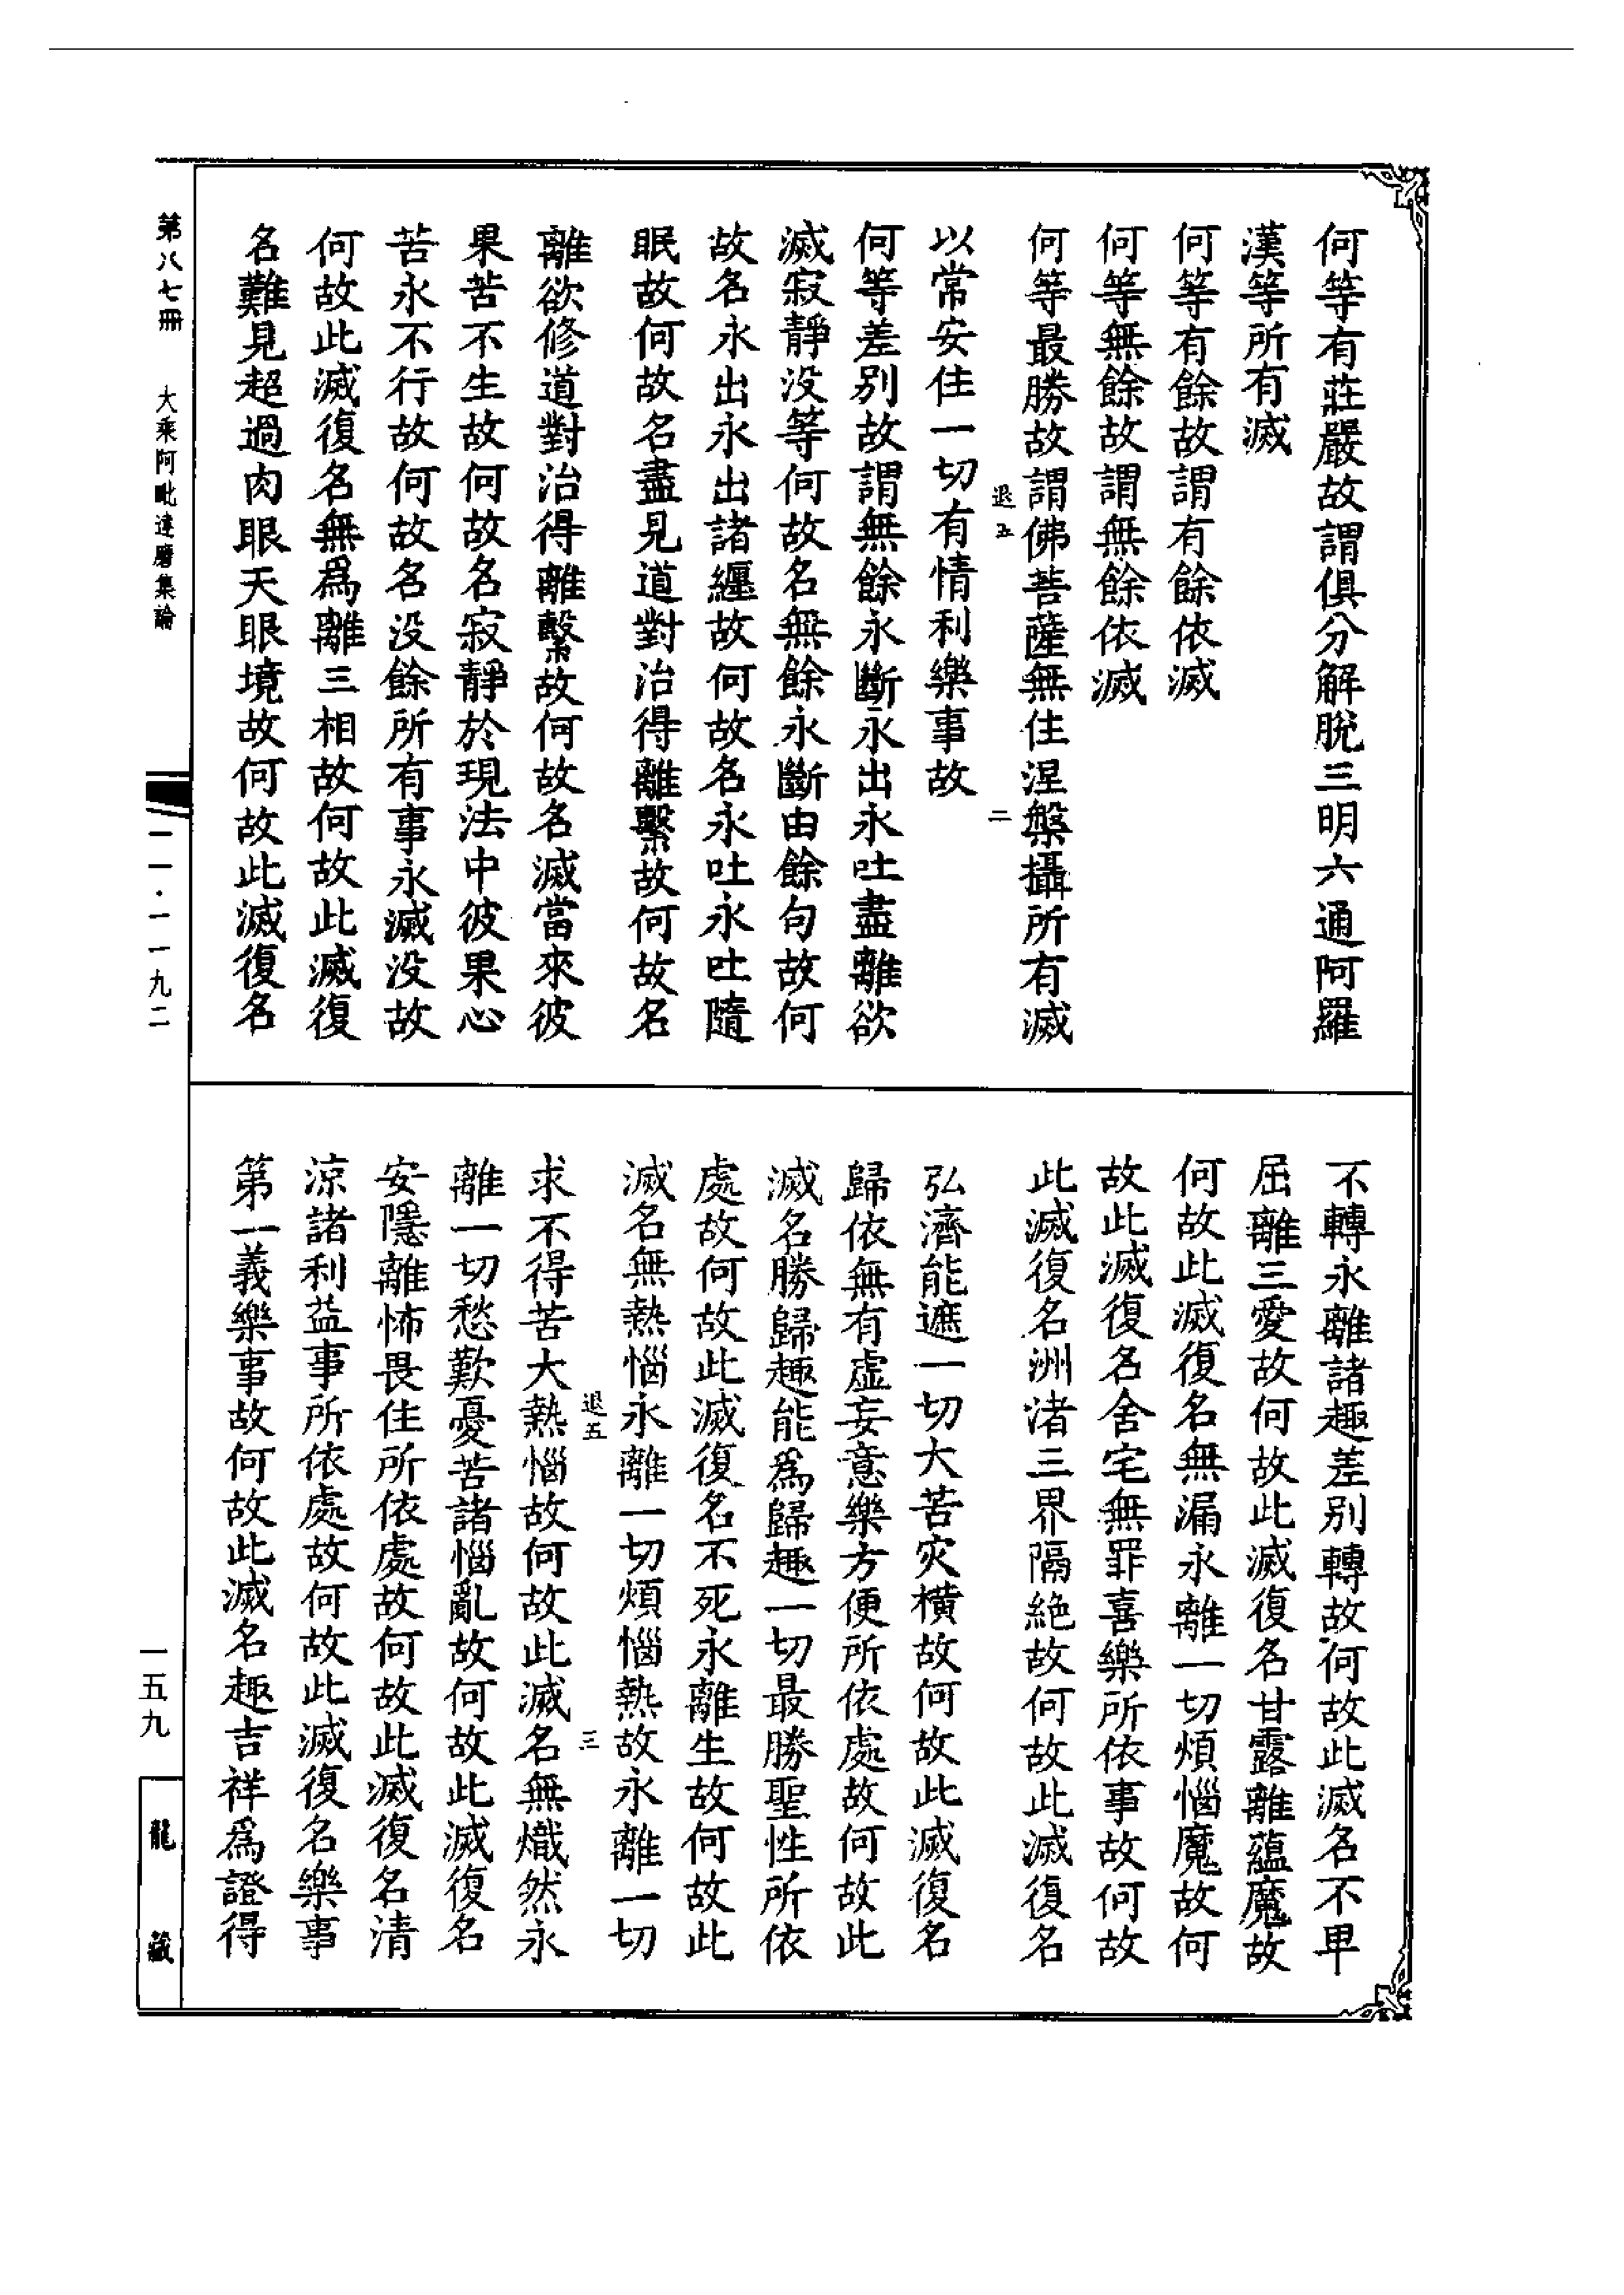 何等有莊嚴故謂俱分解脫三明六通阿羅
漢等所有滅
何等有餘故謂有餘依滅
何等無餘故謂無餘依滅
何等最勝故謂佛菩薩無住涅槃攝所有滅
退五 二
以常安住一切有情利樂事故
何等差別故謂無餘永斷永出永吐盡離欲
滅寂靜沒等何故名無餘永斷由餘句故何
故名永出永出諸纏故何故名永吐永吐隨
眠故何故名盡見道對治得離繫故何故名
離欲修道對治得離繫故何故名滅當來彼
果苦不生故何故名寂靜於現法中彼果心
苦永不行故何故名沒餘所有事永滅沒故
何故此滅復名無為離三相故何故此滅復
名難見超過肉眼天眼境故何故此滅復名
不轉永離諸趣差別轉故何故此滅名不卑
屈離三愛故何故此滅復名甘露離蘊魔故
何故此滅復名無漏永離一切煩惱魔故何
故此滅復名舍宅無罪喜樂所依事故何故
此滅復名洲渚三界隔絕故何故此滅復名
弘濟能遮一切大苦灾橫故何故此滅復名
歸依無有虛妄意樂方便所依處故何故此
滅名勝歸趣能為歸趣一切最勝聖性所依
處故何故此滅復名不死永離生故何故此
滅名無熱惱永離一切煩惱熱故永離一切
退五 三
求不得苦大熱惱故何故此滅名無熾然永
離一切愁歎憂苦諸惱亂故何故此滅復名
安隱離怖畏住所依處故何故此滅復名清
涼諸利益事所依處故何故此滅復名樂事
第一義樂事故何故此滅名趣吉祥為證得
第八七冊 大乘阿毗達磨集論
一一·一一九二
一五九
龍藏